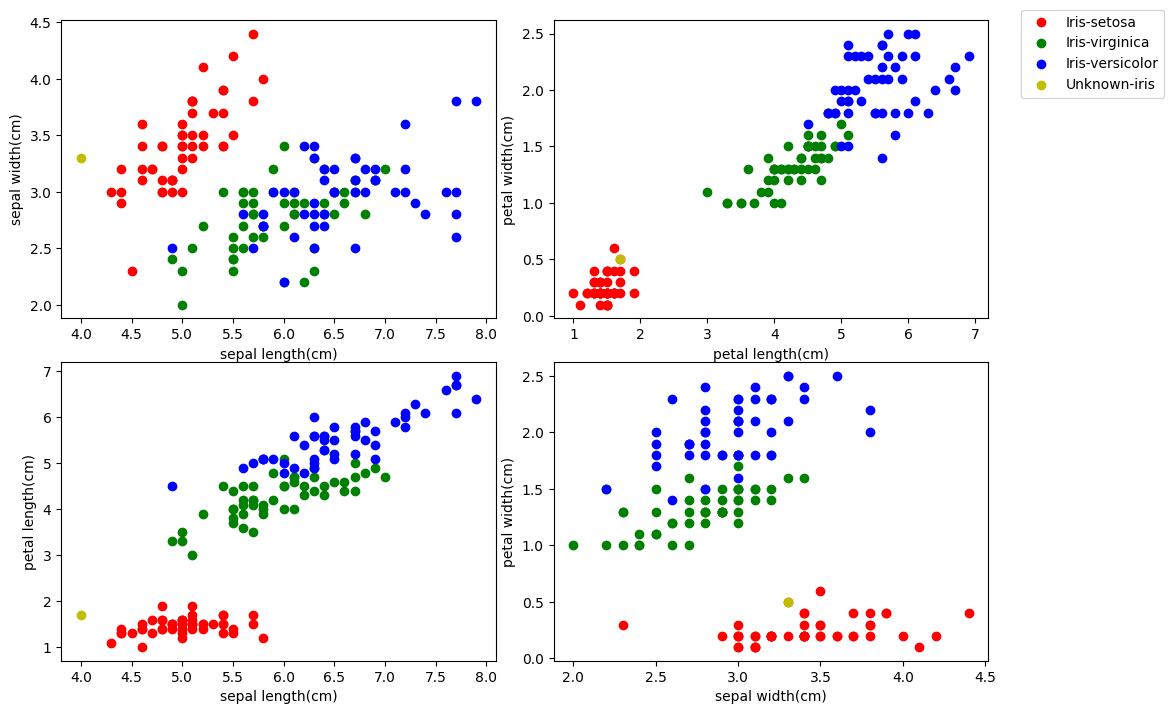 4.5
4.0
3.5
3.0
2.5
2.0
sepal width(cm)
4.0 4.5 5.0 5.5 6.0 6.5 7.0 7.5 8.0
sepal length(cm)
2.5
2.0
1.5
1.0
0.5
0.0
petal width(cm)
1 2 3 4 5 6 7
petal length(cm)
Iris-setosa
Iris-virginica
Iris-versicolor
Unknown-iris
7
6
5
4
3
2
1
petal length(cm)
4.0 4.5 5.0 5.5 6.0 6.5 7.0 7.5 8.0
sepal length(cm)
2.5
2.0
1.5
1.0
0.5
0.0
petal width(cm)
2.0 2.5 3.0 3.5 4.0 4.5
sepal width(cm)